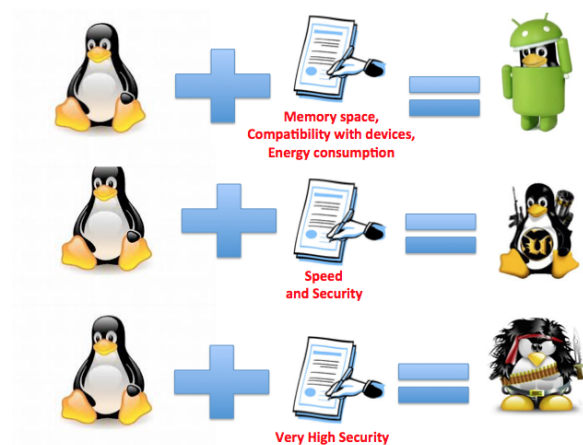 Memory space,
Compatibility with devices,
Energy consumption
Speed
and Security
Very High Security